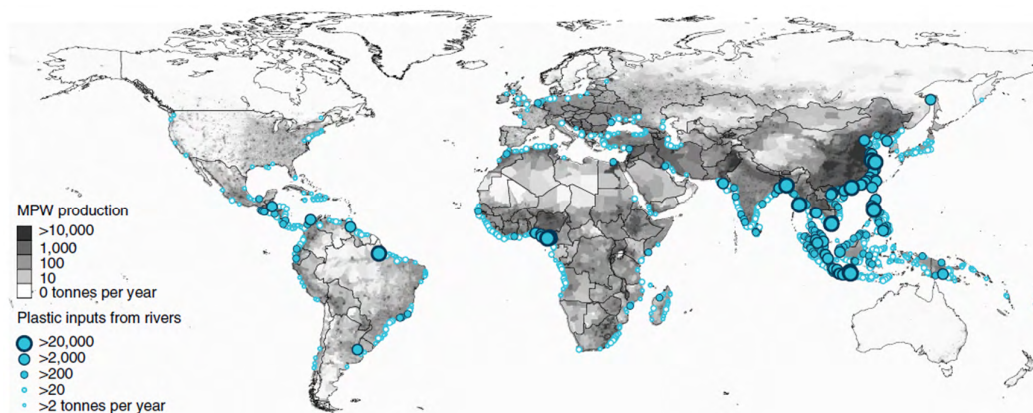 MPW production
>10,000
1,000
100
10
0 tonnes per year
Plastic inputs from rivers
>20,000
>2,000
>200
>20
>2 tonnes per year